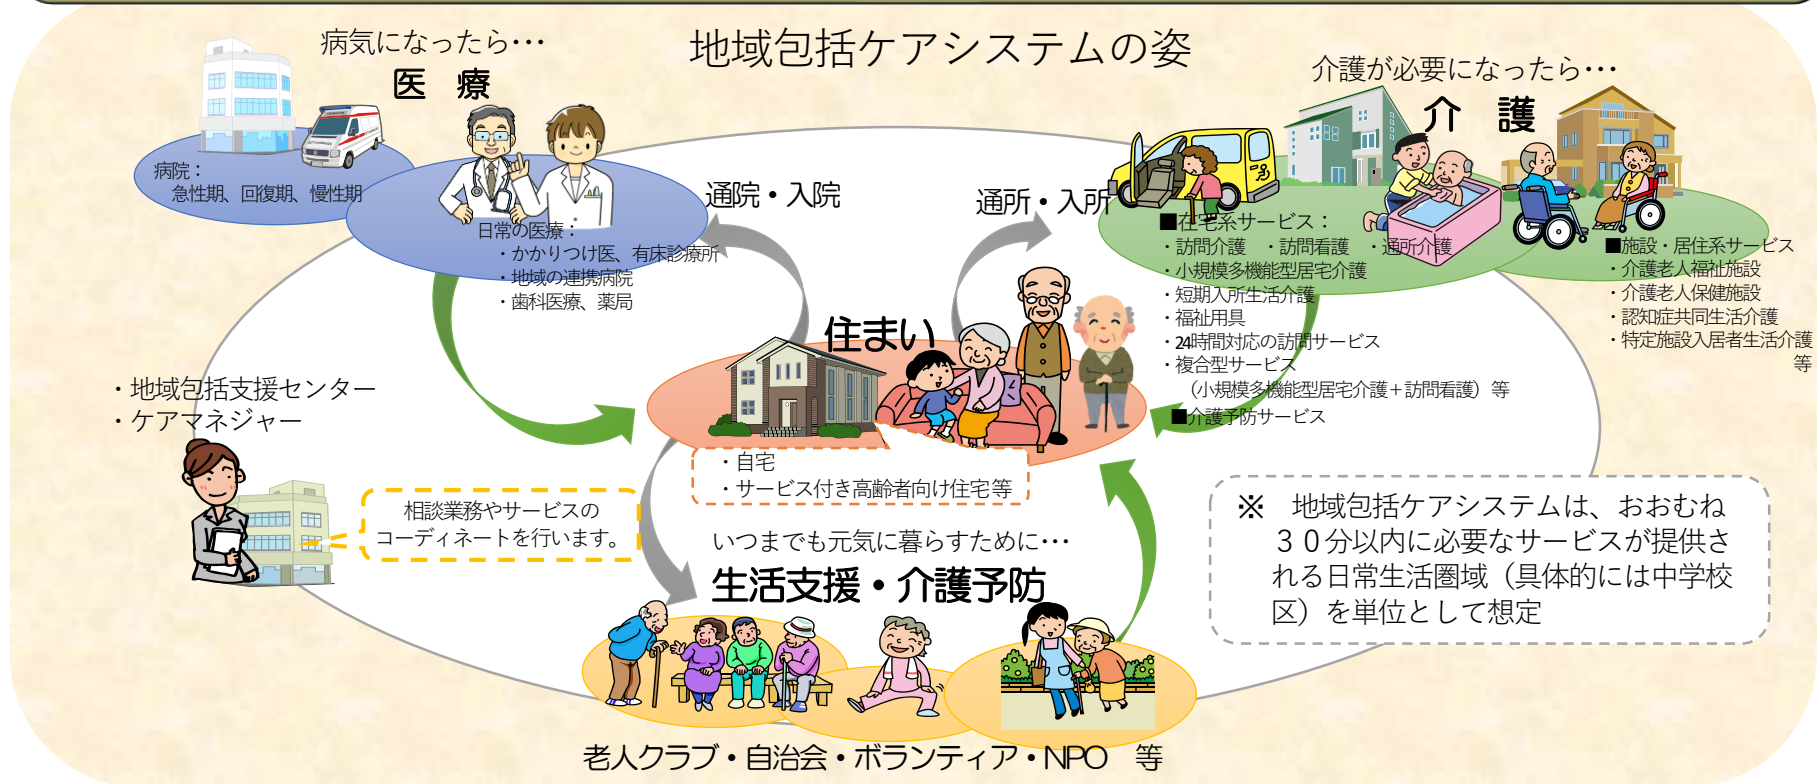 地域包括ケアシステムの姿
病気になったら･･･
医　療
病院：
急性期、回復期、慢性期
日常の医療：
・かかりつけ医、有床診療所
・地域の連携病院
・歯科医療、薬局
通院・入院
通所・入所
介護が必要になったら･･･
介　護
■在宅系サービス：
・訪問介護　・訪問看護　・通所介護
・小規模多機能型居宅介護
・短期入所生活介護
・福祉用具
・24時間対応の訪問サービス
・複合型サービス
（小規模多機能型居宅介護＋訪問看護）等
■介護予防サービス
■施設・居住系サービス
・介護老人福祉施設
・介護老人保健施設
・認知症共同生活介護
・特定施設入居者生活介護
等
住まい
・自宅
・サービス付き高齢者向け住宅等
・地域包括支援センター
・ケアマネジャー
相談業務やサービスの
コーディネートを行います。
いつまでも元気に暮らすために･･･
生活支援・介護予防
老人クラブ・自治会・ボランティア・NPO　等
※　地域包括ケアシステムは、おおむね
３０分以内に必要なサービスが提供さ
れる日常生活圏域（具体的には中学校
区）を単位として想定